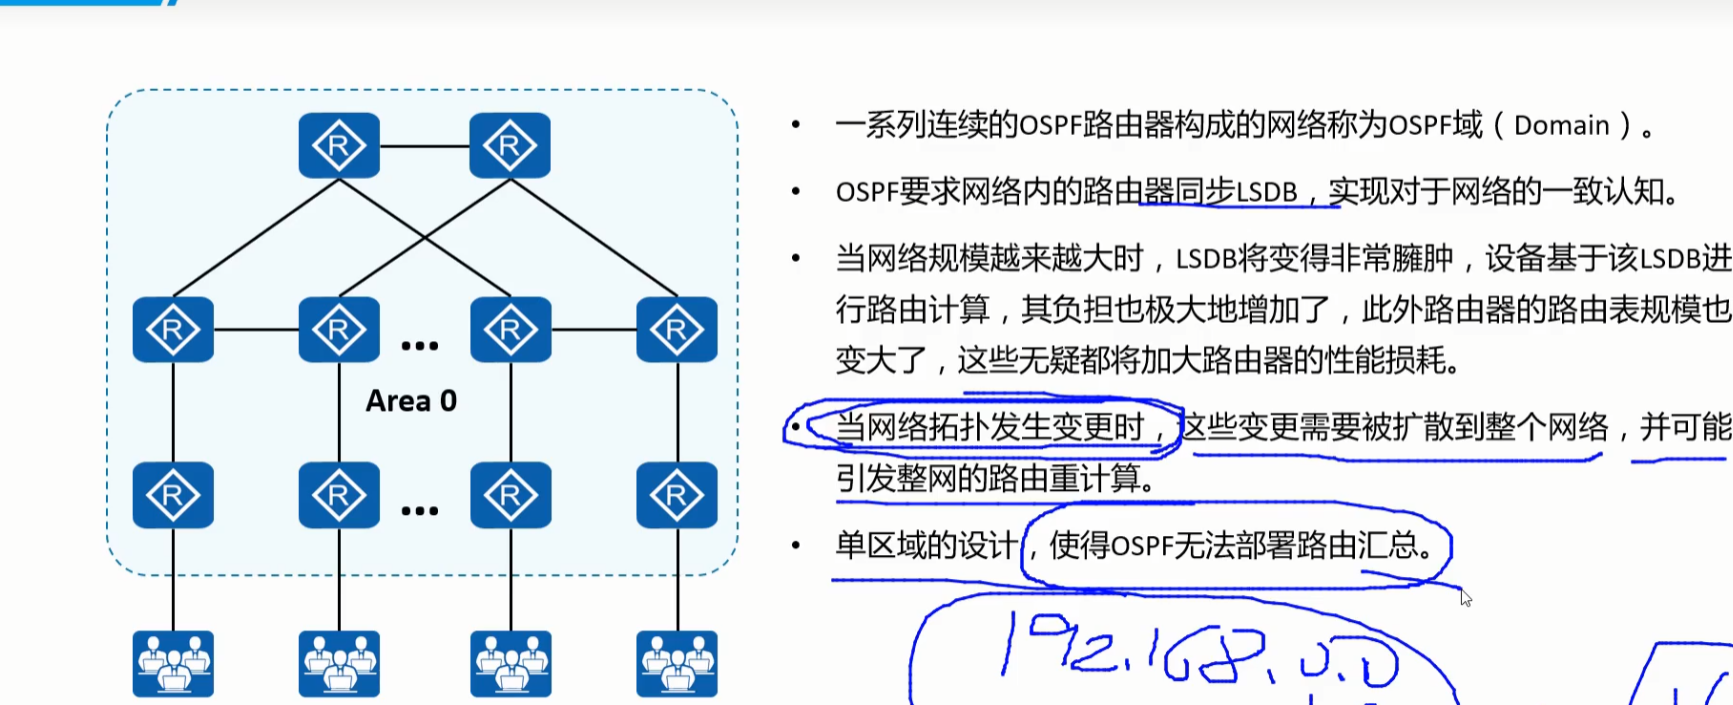 R R
R R ... R R
Area 0
R R ... R R
• 一系列连续的OSPF路由器构成的网络称为OSPF域（Domain）。
• OSPF要求网络内的路由器同步LSDB，实现对于网络的一致认知。
• 当网络规模越来越大时，LSDB将变得非常臃肿，设备基于该LSDB进
行路由计算，其负担也极大地增加了，此外路由器的路由表规模也
变大了，这些无疑都将加大路由器的性能损耗。
• 当网络拓扑发生变更时，这些变更需要被扩散到整个网络，并可能
引发整网的路由重计算。
• 单区域的设计，使得OSPF无法部署路由汇总。
192.168.0.0